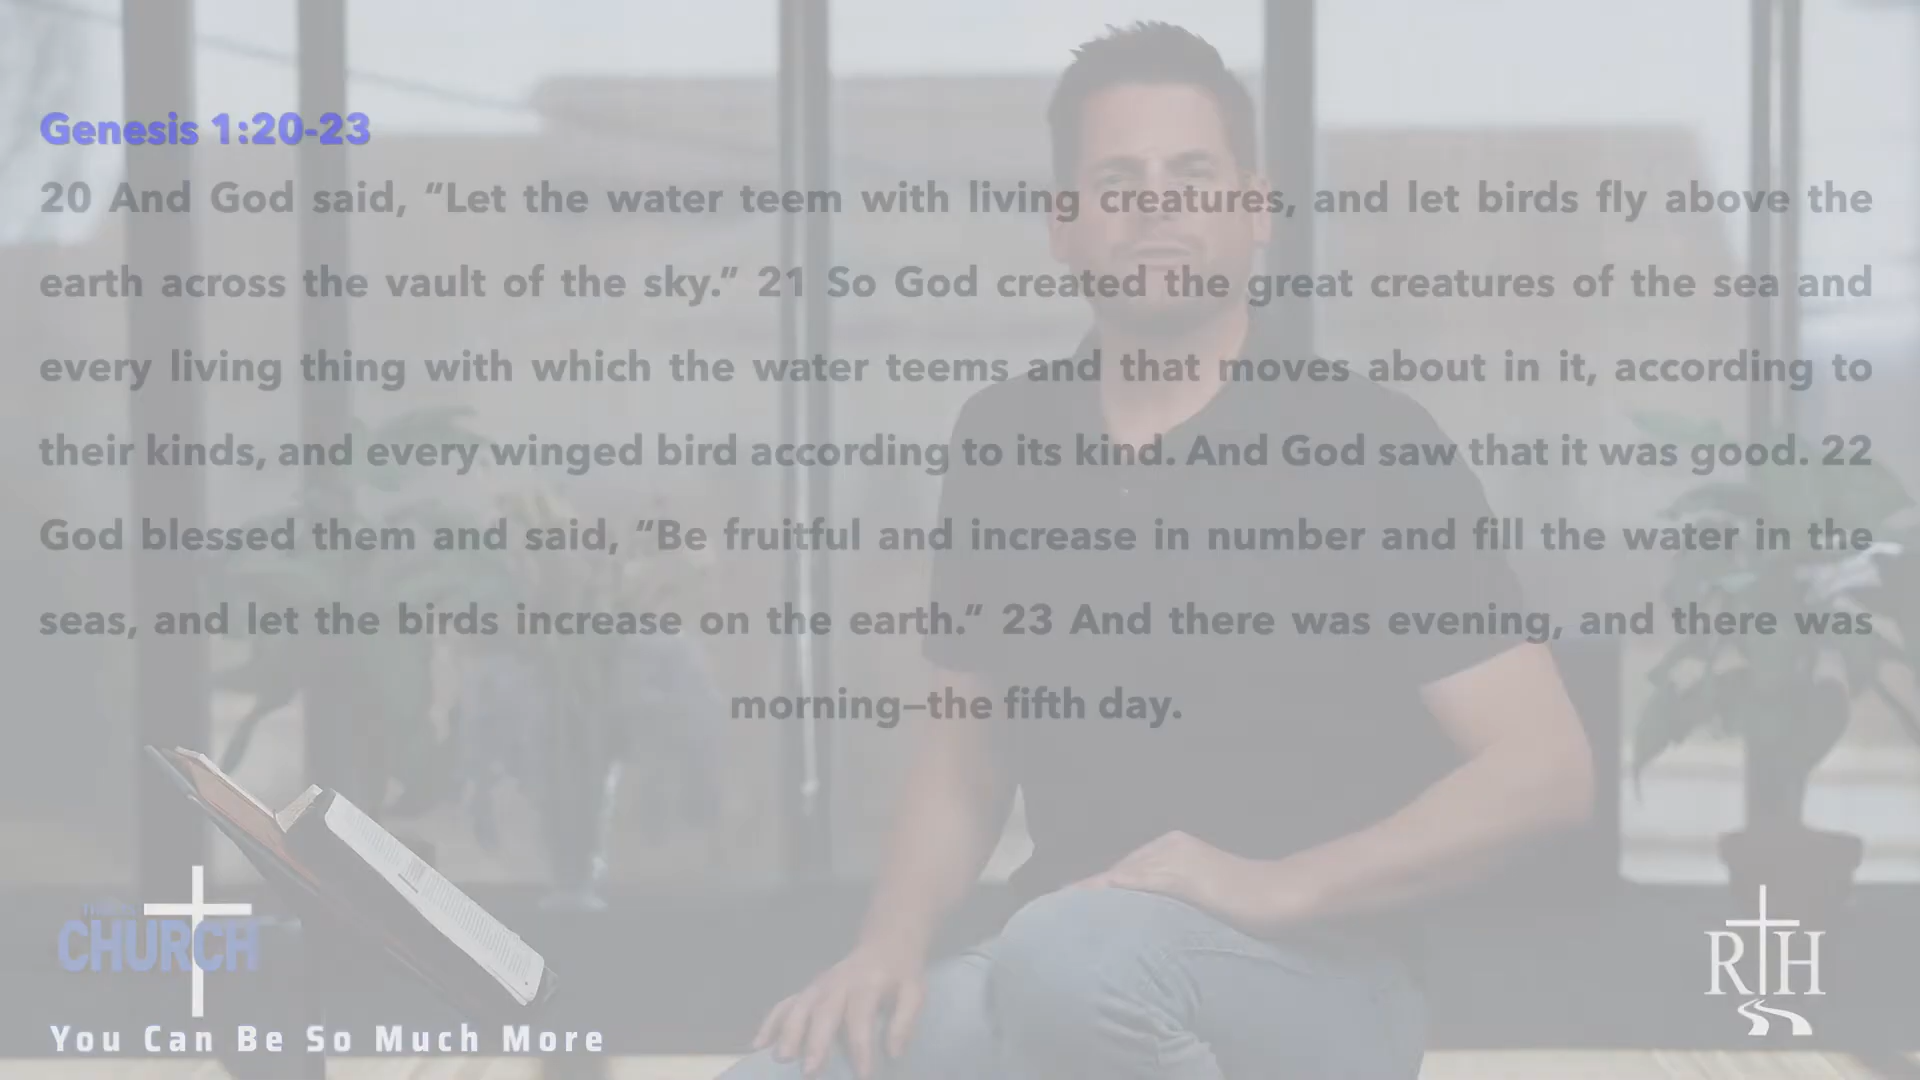 Genesis 1:20-23
20 And God said, “Let the water teem with living creatures, and let birds fly above the
earth across the vault of the sky.” 21 So God created the great creatures of the sea and
every living thing with which the water teems and that moves about in it, according to
their kinds, and every winged bird according to its kind. And God saw that it was good. 22
God blessed them and said, “Be fruitful and increase in number and fill the water in the
seas, and let the birds increase on the earth.” 23 And there was evening, and there was
morning—the fifth day.
CHURCH
You Can Be So Much More
RTH